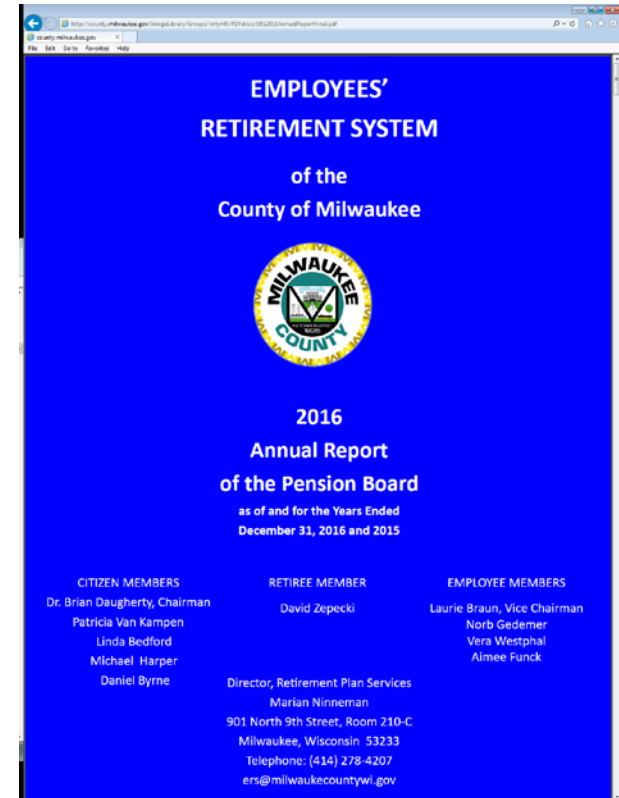 county.milwaukee.gov
File Edit Go to Favorites Help
EMPLOYEES’
RETIREMENT SYSTEM
of the
County of Milwaukee
MILWAUKEE
COUNTY
2016
Annual Report
of the Pension Board
as of and for the Years Ended
December 31, 2016 and 2015
CITIZEN MEMBERS
Dr. Brian Daugherty, Chairman
Patricia Van Kampen
Linda Bedford
Michael Harper
Daniel Byrne
RETIREE MEMBER
David Zepecki
EMPLOYEE MEMBERS
Laurie Braun, Vice Chairman
Norb Gedemer
Vera Westphal
Aimee Funck
Director, Retirement Plan Services
Marian Ninneman
901 North 9th Street, Room 210-C
Milwaukee, Wisconsin 53233
Telephone: (414) 278-4207
ers@milwaukeecountywi.gov